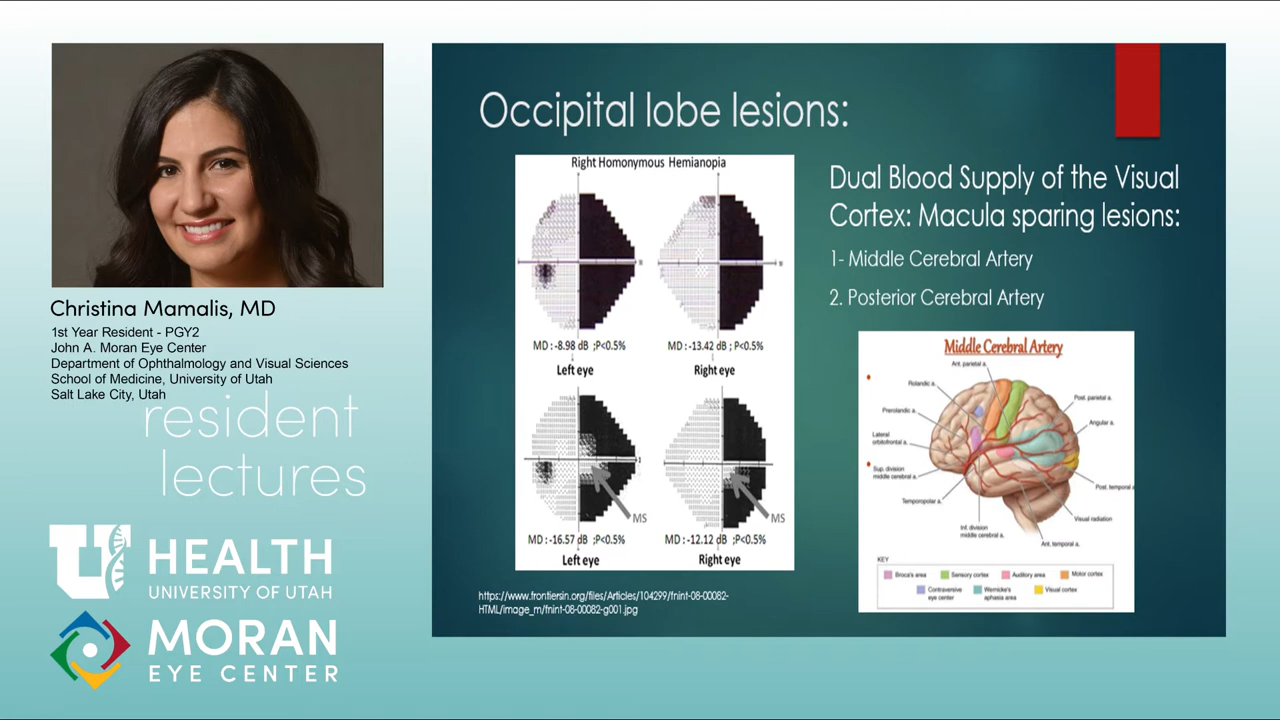 Christina Mamalis, MD
1st Year Resident - PGY2
John A. Moran Eye Center
Department of Ophthalmology and Visual Sciences
School of Medicine, University of Utah
Salt Lake City, Utah
resident
lectures
U
HEALTH
UNIVERSITY OF UTAH
MORAN
EYE CENTER
Occipital lobe lesions:
Right Homonymous Hemianopia
MD : -8.98 dB ;P<0.5%
MD : -13.42 dB ; P<0.5%
Left eye
Right eye
MS
MS
MD : -16.57 dB ;P<0.5%
MD : -12.12 dB ;P<0.5%
Left eye
Right eye
https://www.frontiersin.org/files/Articles/104299/fnint-08-00082-
HTML/image_m/fnint-08-00082-g001.jpg
Dual Blood Supply of the Visual
Cortex: Macula sparing lesions:
1- Middle Cerebral Artery
2. Posterior Cerebral Artery
Middle Cerebral Artery
Ant. parietal a.
Rolandic a.
Post. parietal a.
Prerolandic a.
Angular a.
Lateral
orbitofrontal a.
Sup. division
middle cerebral a.
Post. temporal a
Temporopolar a.
Visual radiation
Inf. division
middle cerebral a.
Ant. temporal a.
KEY
Broca's area
Sensory cortex
Auditory area
Motor cortex
Contraversive
eye center
Wernicke's
aphasia area
Visual cortex